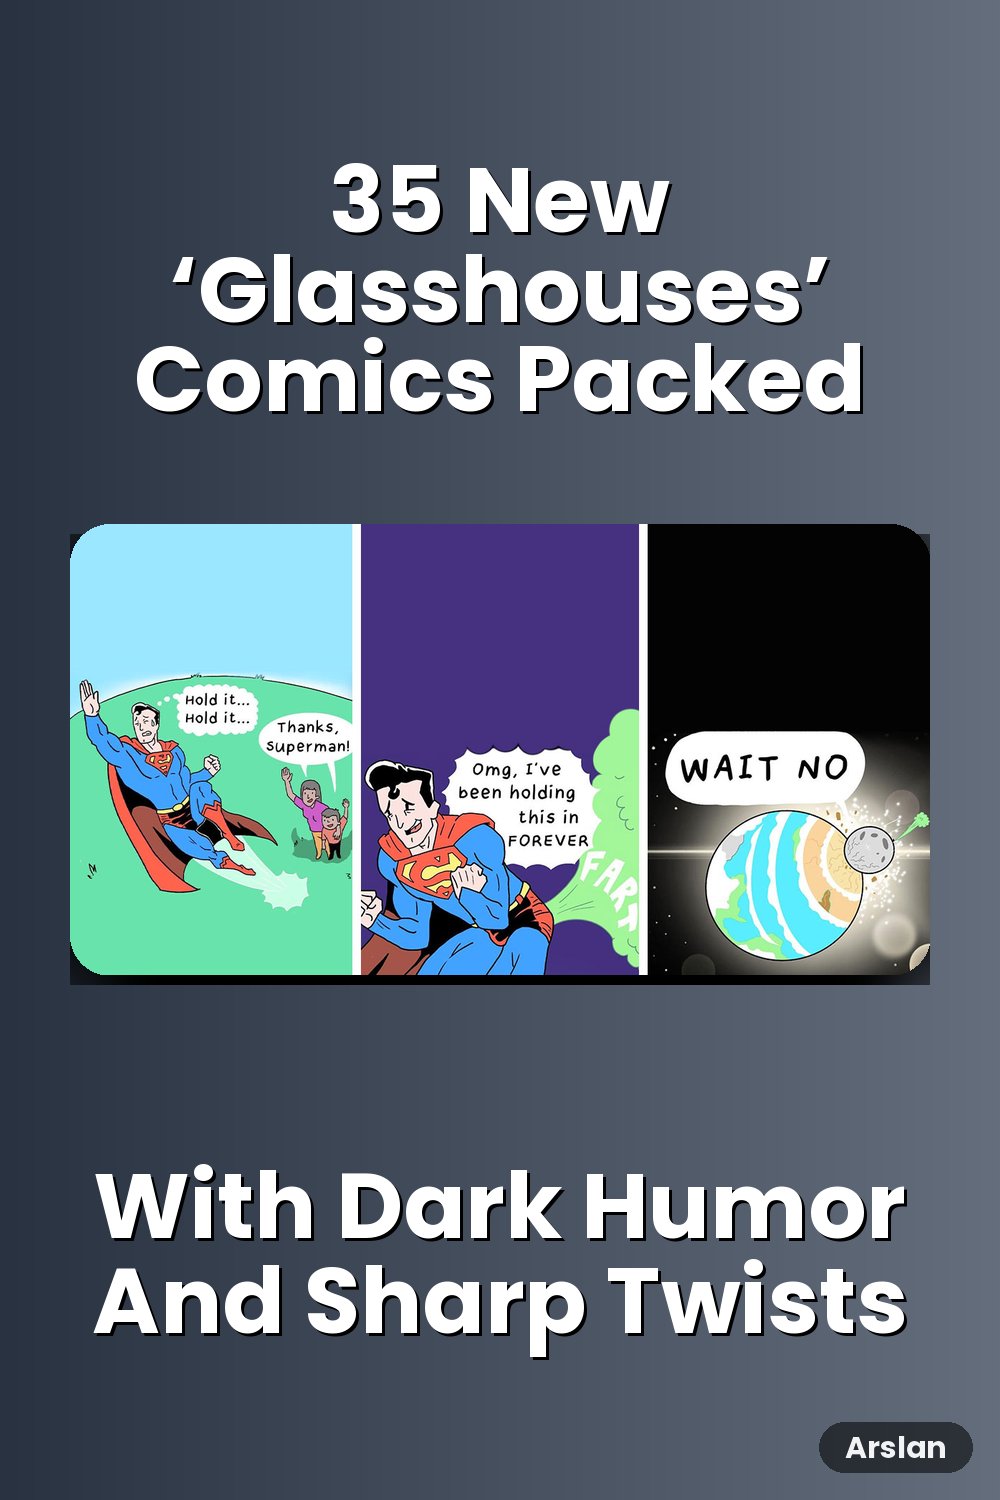 35 New
‘Glasshouses’
Comics Packed
Hold it...
Hold it...
Thanks,
Superman!
Omg, I've
been holding
this in
FOREVER
FART
WAIT NO
With Dark Humor
And Sharp Twists
Arslan